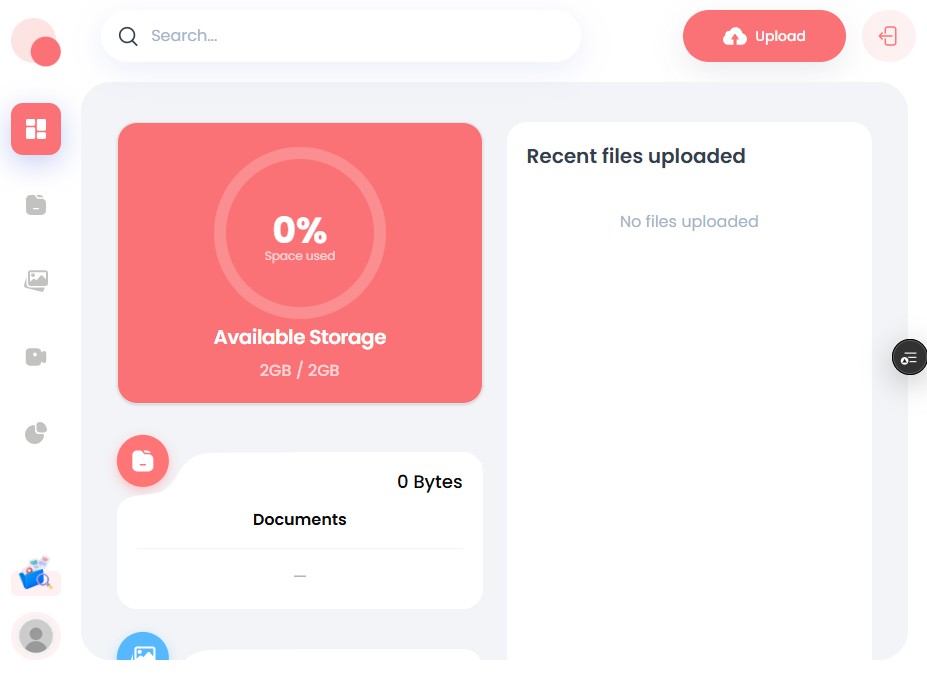 Search...
Upload
0%
Space used
Available Storage
2GB / 2GB
Recent files uploaded
No files uploaded
0 Bytes
Documents
—